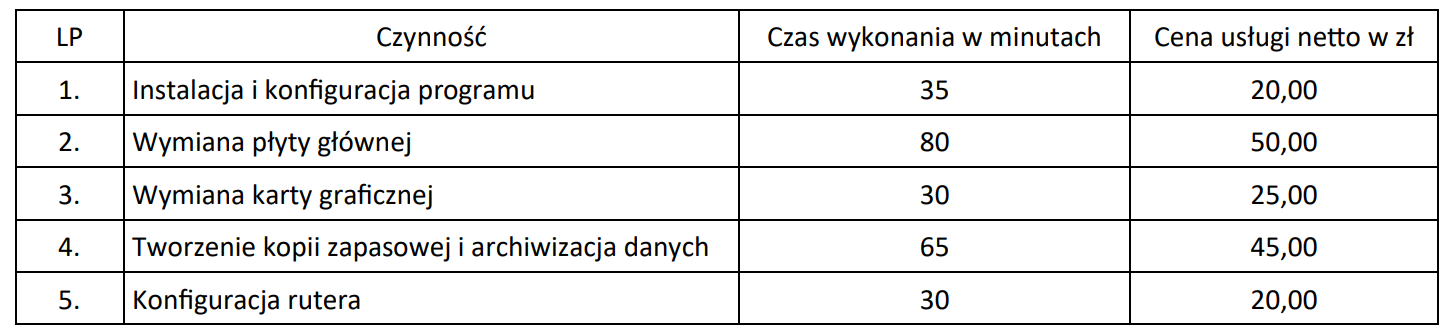 LP Czynność Czas wykonania w minutach Cena usługi netto w zł
1. Instalacja i konfiguracja programu 35 20,00
2. Wymiana płyty głównej 80 50,00
3. Wymiana karty graficznej 30 25,00
4. Tworzenie kopii zapasowej i archiwizacja danych 65 45,00
5. Konfiguracja rutera 30 20,00